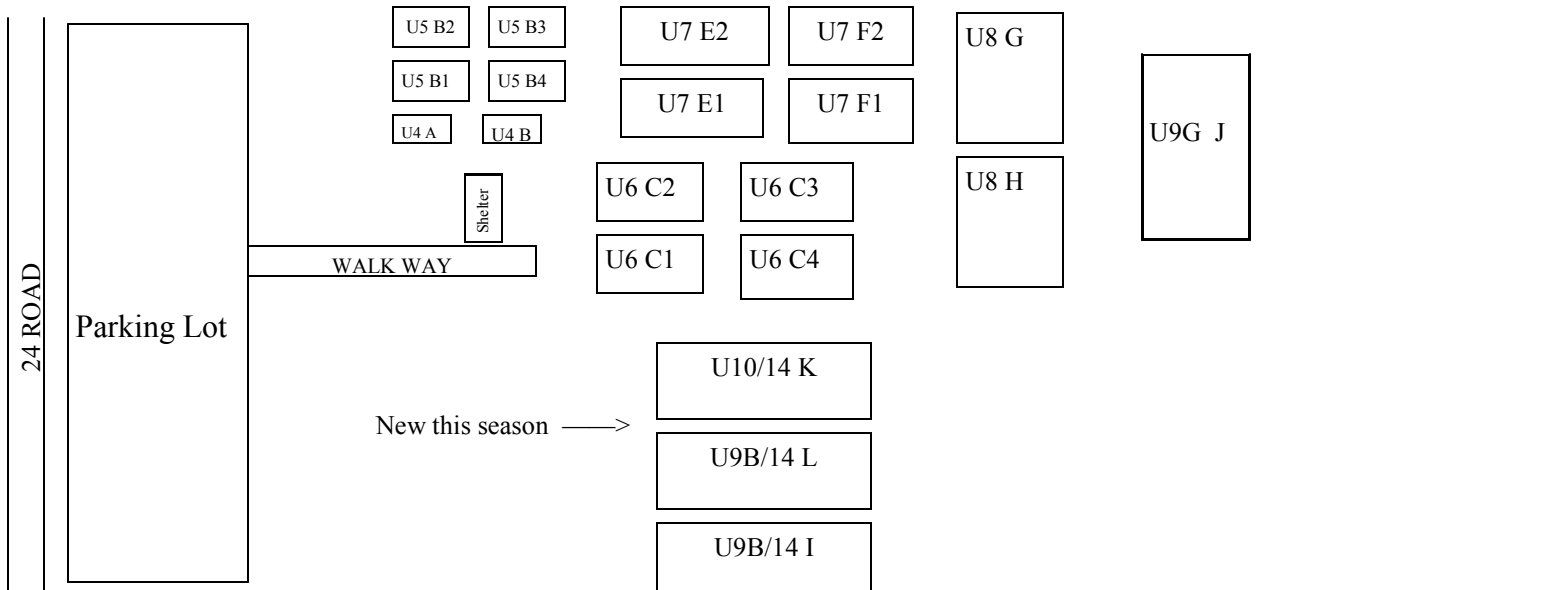 U5 B2
U5 B3
U7 E2
U7 F2
U8 G
U5 B1
U5 B4
U7 E1
U7 F1
U4 A
U4 B
U9G J
U6 C2
U6 C3
U8 H
Shelter
WALK WAY
U6 C1
U6 C4
24 ROAD
Parking Lot
U10/14 K
New this season ——>
U9B/14 L
U9B/14 I